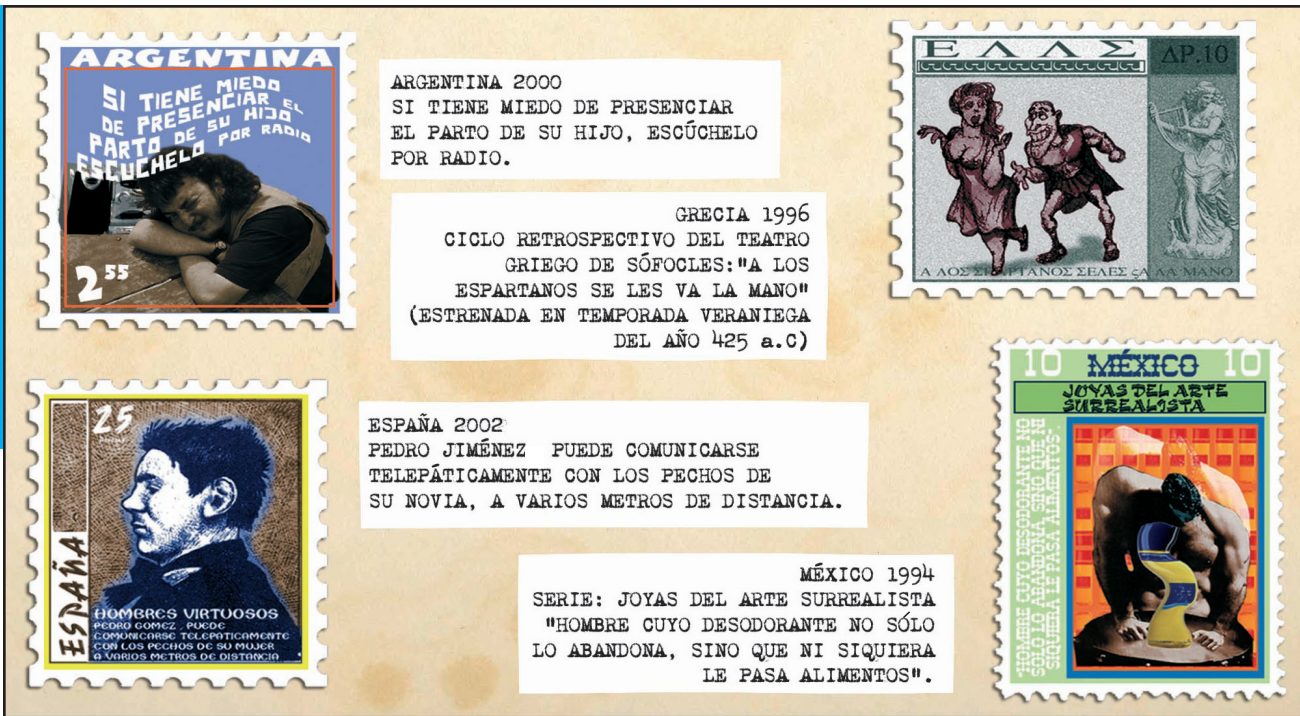 ARGENTINA
SI TIENE MIEDO
DE PRESENCIAR EL
PARTO DE SU HIJO
ESCUCHELO POR RADIO
2 55
ARGENTINA 2000
SI TIENE MIEDO DE PRESENCIAR
EL PARTO DE SU HIJO, ESCÚCHELO
POR RADIO.
ΕΛΛΣ
ΔΡ.10
Α ΛΟΣ ΣΠΑΡΤΑΝΟΣ ΣΕΛΕΣ ςΑ ΛΑ ΜΑΝΟ
GRECIA 1996
CICLO RETROSPECTIVO DEL TEATRO
GRIEGO DE SÓFOCLES:"A LOS
ESPARTANOS SE LES VA LA MANO"
(ESTRENADA EN TEMPORADA VERANIEGA
DEL AÑO 425 a.C)
25
ESPAÑA
HOMBRES VIRTUOSOS
PEDRO GOMEZ, PUEDE
COMUNICARSE TELEPATICAMENTE
CON LOS PECHOS DE SU MUJER
A VARIOS METROS DE DISTANCIA
ESPAÑA 2002
PEDRO JIMÉNEZ PUEDE COMUNICARSE
TELEPÁTICAMENTE CON LOS PECHOS DE
SU NOVIA, A VARIOS METROS DE DISTANCIA.
10 MÉXICO 10
JOYAS DEL ARTE
SURREALISTA
"HOMBRE CUYO DESODORANTE NO
SOLO LO ABANDONA, SINO QUE NI
SIQUIERA LE PASA ALIMENTOS".
MÉXICO 1994
SERIE: JOYAS DEL ARTE SURREALISTA
"HOMBRE CUYO DESODORANTE NO SÓLO
LO ABANDONA, SINO QUE NI SIQUIERA
LE PASA ALIMENTOS".